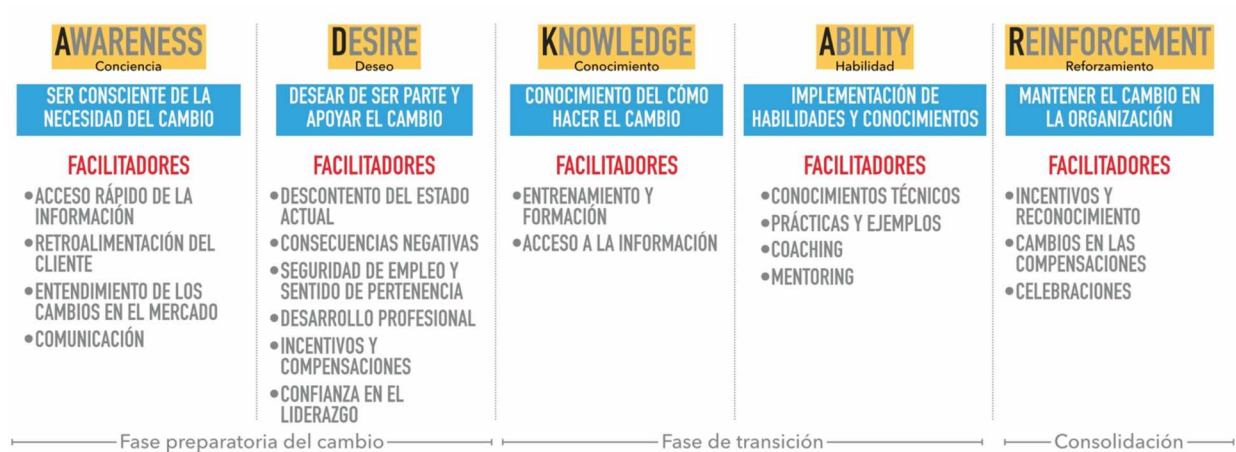 AWARENESS
Conciencia
SER CONSCIENTE DE LA
NECESIDAD DEL CAMBIO
FACILITADORES
•ACCESO RÁPIDO DE LA
INFORMACIÓN
•RETROALIMENTACIÓN DEL
CLIENTE
•ENTENDIMIENTO DE LOS
CAMBIOS EN EL MERCADO
•COMUNICACIÓN
DESIRE
Deseo
DESEAR DE SER PARTE Y
APOYAR EL CAMBIO
FACILITADORES
•DESCONTENTO DEL ESTADO
ACTUAL
•CONSECUENCIAS NEGATIVAS
•SEGURIDAD DE EMPLEO Y
SENTIDO DE PERTENENCIA
•DESARROLLO PROFESIONAL
•INCENTIVOS Y
COMPENSACIONES
•CONFIANZA EN EL
LIDERAZGO
KNOWLEDGE
Conocimiento
CONOCIMIENTO DEL CÓMO
HACER EL CAMBIO
FACILITADORES
•ENTRENAMIENTO Y
FORMACIÓN
•ACCESO A LA INFORMACIÓN
ABILITY
Habilidad
IMPLEMENTACIÓN DE
HABILIDADES Y CONOCIMIENTOS
FACILITADORES
•CONOCIMIENTOS TÉCNICOS
•PRÁCTICAS Y EJEMPLOS
•COACHING
•MENTORING
REINFORCEMENT
Reforzamiento
MANTENER EL CAMBIO EN
LA ORGANIZACIÓN
FACILITADORES
•INCENTIVOS Y
RECONOCIMIENTO
•CAMBIOS EN LAS
COMPENSACIONES
•CELEBRACIONES
Fase preparatoria del cambio
Fase de transición
Consolidación